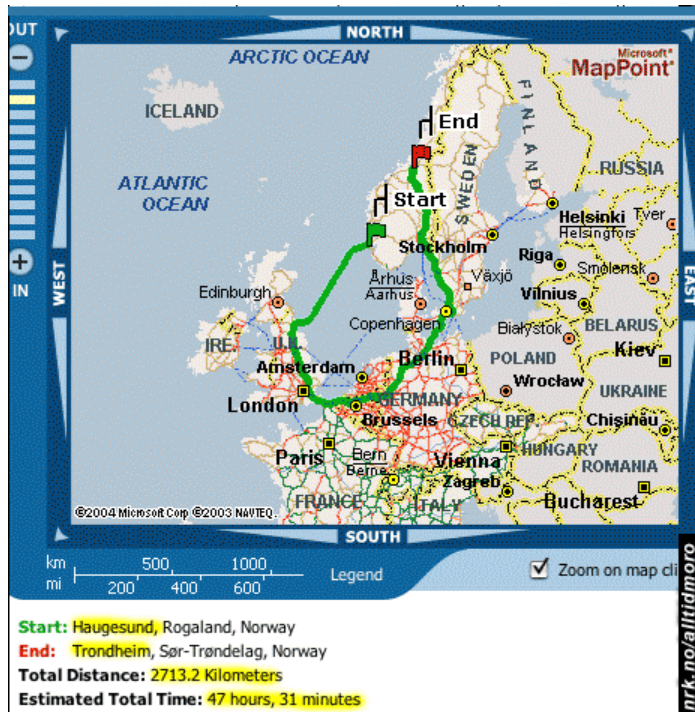 OUT
NORTH
ARCTIC OCEAN
Microsoft®
MapPoint®
ICELAND
End
FINLAND
RUSSIA
ATLANTIC
OCEAN
SWEDEN
Start
Helsinki
Helsingfors
Tver
Stockholm
IN
WEST
EAST
Riga
Smolensk
Århus
Aarhus
Växjö
Edinburgh
Vilnius
Copenhagen
BELARUS
IRE.
U.K.
Białystok
Amsterdam
Berlin
POLAND
Kiev
Wrocław
London
GERMANY
UKRAINE
Brussels
CZECH REP.
Chișinău
Paris
Bern
Berne
Vienna
HUNGARY
ROMANIA
Zagreb
FRANCE
ITALY
Bucharest
©2004 Microsoft Corp ©2003 NAVTEQ.
SOUTH
km 500 1000
mi 200 400 600
Legend
Zoom on map cli
Start: Haugesund, Rogaland, Norway
End: Trondheim, Sør-Trøndelag, Norway
Total Distance: 2713.2 Kilometers
Estimated Total Time: 47 hours, 31 minutes
nrk.no/alltidmoro